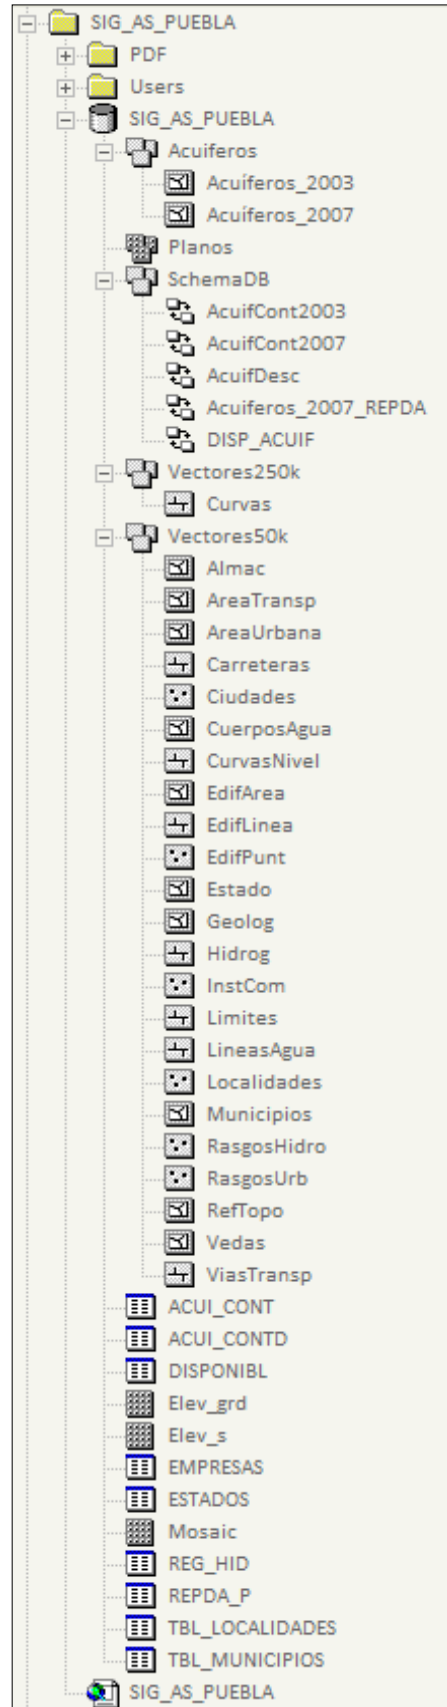 SIG_AS_PUEBLA
PDF
Users
SIG_AS_PUEBLA
Acuiferos
Acuíferos_2003
Acuíferos_2007
Planos
SchemaDB
AcuifCont2003
AcuifCont2007
AcuifDesc
Acuiferos_2007_REPDA
DISP_ACUIF
Vectores250k
Curvas
Vectores50k
Almac
AreaTransp
AreaUrbana
Carreteras
Ciudades
CuerposAgua
CurvasNivel
EdifArea
EdifLinea
EdifPunt
Estado
Geolog
Hidrog
InstCom
Limites
LineasAgua
Localidades
Municipios
RasgosHidro
RasgosUrb
RefTopo
Vedas
ViasTransp
ACUI_CONT
ACUI_CONTD
DISPONIBL
Elev_grd
Elev_s
EMPRESAS
ESTADOS
Mosaic
REG_HID
REPDA_P
TBL_LOCALIDADES
TBL_MUNICIPIOS
SIG_AS_PUEBLA